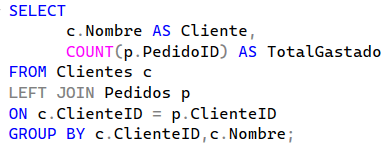 SELECT
c.Nombre AS Cliente,
COUNT(p.PedidoID) AS TotalGastado
FROM Clientes c
LEFT JOIN Pedidos p
ON c.ClienteID = p.ClienteID
GROUP BY c.ClienteID,c.Nombre;